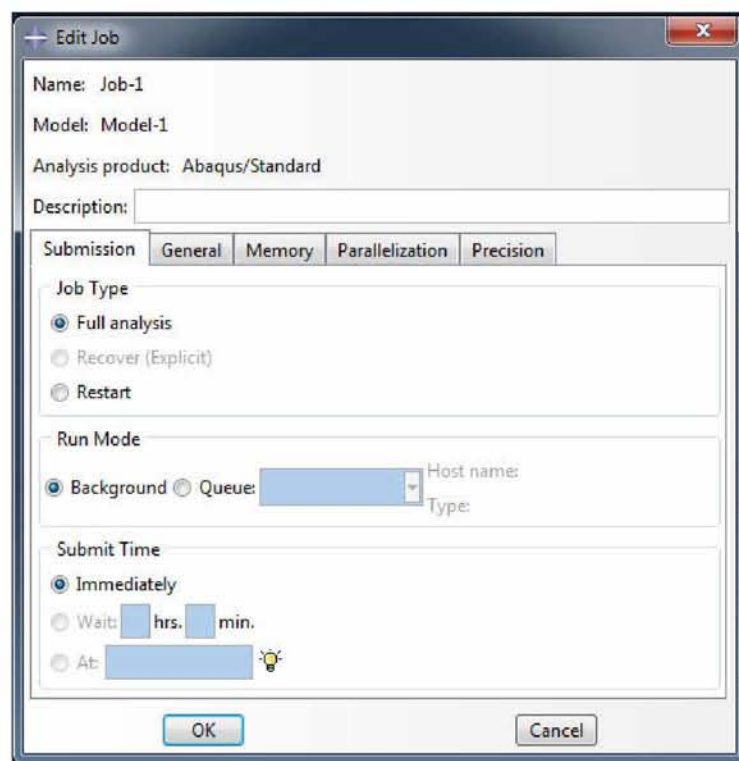 Edit Job
Name: Job-1
Model: Model-1
Analysis product: Abaqus/Standard
Description:
Submission General Memory Parallelization Precision
Job Type
Full analysis
Recover (Explicit)
Restart
Run Mode
Background Queue: Host name:
Type:
Submit Time
Immediately
Wait: hrs. min.
At:
OK Cancel